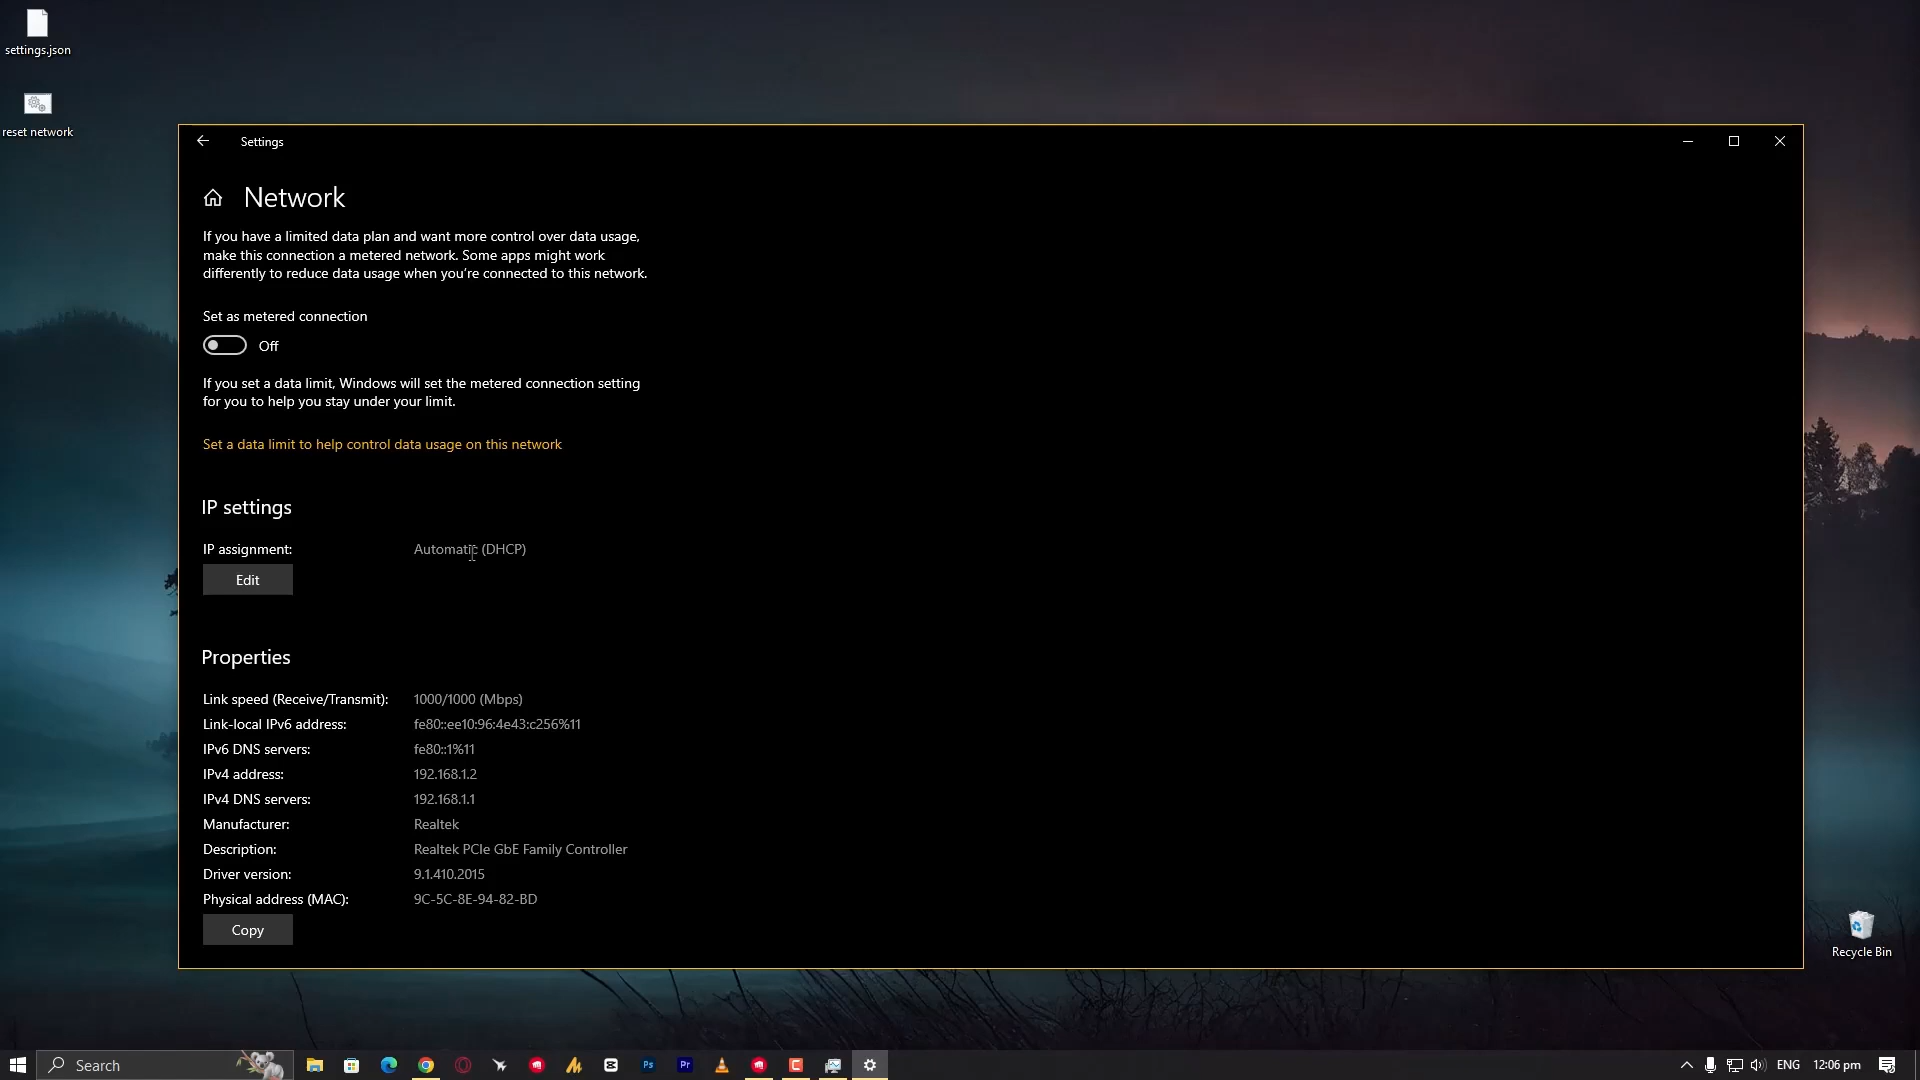 settings.json
reset network
Settings
Network
If you have a limited data plan and want more control over data usage,
make this connection a metered network. Some apps might work
differently to reduce data usage when you're connected to this network.
Set as metered connection
Off
If you set a data limit, Windows will set the metered connection setting
for you to help you stay under your limit.
Set a data limit to help control data usage on this network
IP settings
IP assignment: Automatic (DHCP)
Edit
Properties
Link speed (Receive/Transmit): 1000/1000 (Mbps)
Link-local IPv6 address: fe80::ee10:96:4e43:c256%11
IPv6 DNS servers: fe80::1%11
IPv4 address: 192.168.1.2
IPv4 DNS servers: 192.168.1.1
Manufacturer: Realtek
Description: Realtek PCIe GbE Family Controller
Driver version: 9.1.410.2015
Physical address (MAC): 9C-5C-8E-94-82-BD
Copy
Recycle Bin
Search
Ps
Pr
ENG
12:06 pm